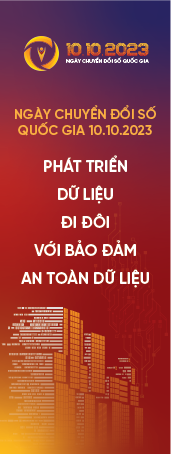 10.10.2023
NGÀY CHUYỂN ĐỔI SỐ QUỐC GIA
NGÀY CHUYỂN ĐỔI SỐ
QUỐC GIA 10.10.2023
PHÁT TRIỂN
DỮ LIỆU
ĐI ĐÔI
VỚI BẢO ĐẢM
AN TOÀN DỮ LIỆU